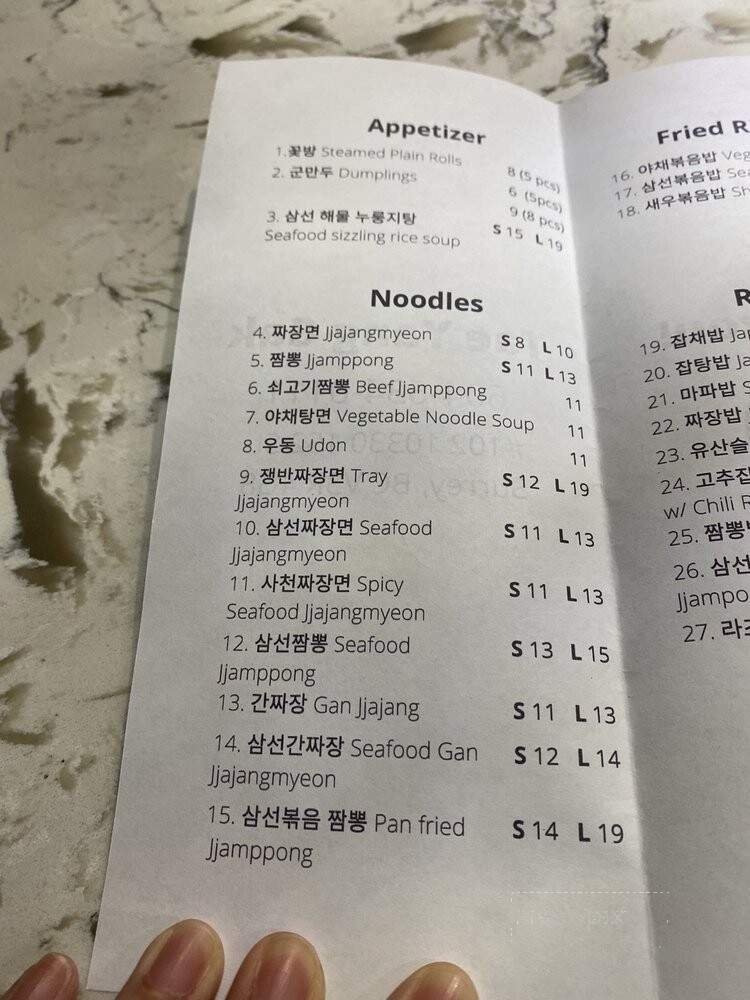 Appetizer
1.꽃빵 Steamed Plain Rolls 8 (5 pcs)
2. 군만두 Dumplings 6 (5pcs)
9 (8 pcs)
3. 삼선 해물 누룽지탕
Seafood sizzling rice soup S 15 L 19
Noodles
4. 짜장면 Jjajangmyeon S 8 L 10
5. 짬뽕 Jjamppong S 11 L 13
6. 쇠고기짬뽕 Beef Jjamppong 11
7. 야채탕면 Vegetable Noodle Soup 11
8. 우동 Udon 11
9. 쟁반짜장면 Tray S 12 L 19
Jjajangmyeon
10. 삼선짜장면 Seafood S 11 L 13
Jjajangmyeon
11. 사천짜장면 Spicy S 11 L 13
Seafood Jjajangmyeon
12. 삼선짬뽕 Seafood S 13 L 15
Jjamppong
13. 간짜장 Gan Jjajang S 11 L 13
14. 삼선간짜장 Seafood Gan S 12 L 14
Jjajangmyeon
15. 삼선볶음 짬뽕 Pan fried S 14 L 19
Jjamppong
Fried
16. 야채볶음밥
17. 삼선볶음밥
18. 새우볶음밥
19. 잡채밥
20. 잡탕밥
21. 마파밥
22. 짜장밥
23. 유산슬
24. 고추잡
w/ Chili
25. 짬뽕
26. 삼선
27.